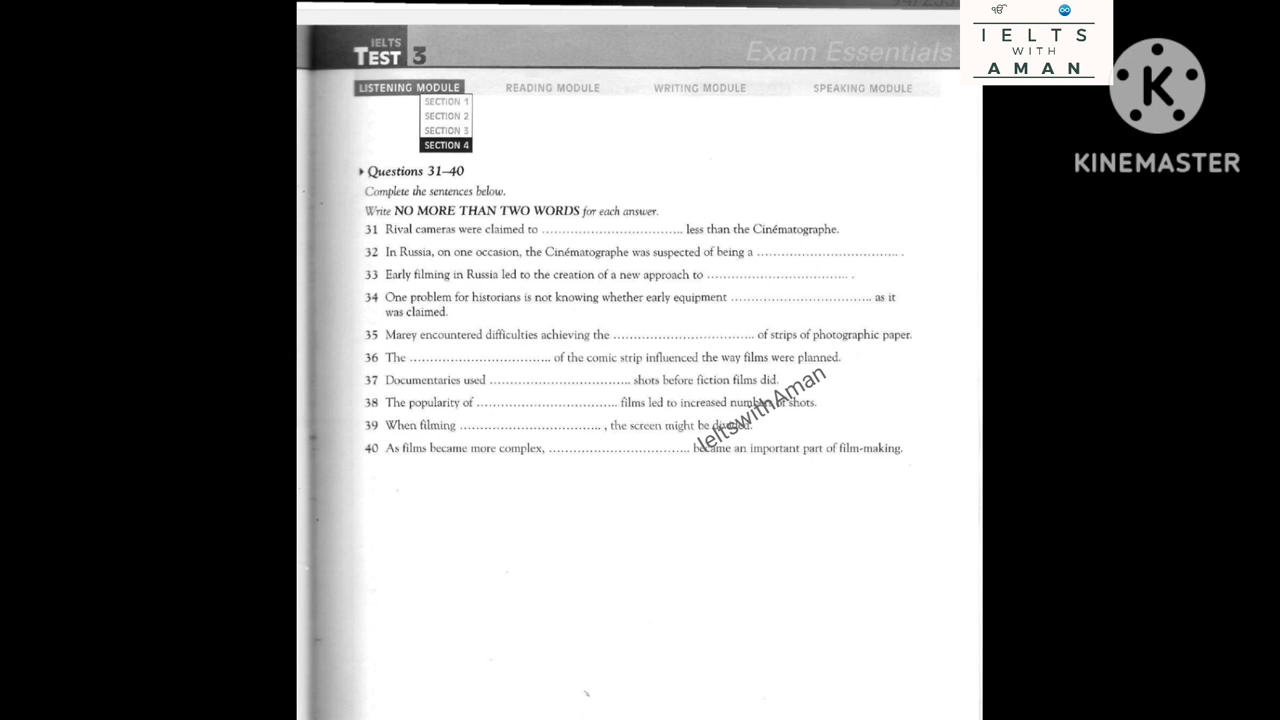 ੴ ♾
IELTS
WITH
AMAN
KINEMASTER
IELTS
TEST 3
Exam Essentials
LISTENING MODULE READING MODULE WRITING MODULE SPEAKING MODULE
SECTION 1
SECTION 2
SECTION 3
SECTION 4
Questions 31–40
Complete the sentences below.
Write NO MORE THAN TWO WORDS for each answer.
31 Rival cameras were claimed to ................................. less than the Cinématographe.
32 In Russia, on one occasion, the Cinématographe was suspected of being a ................................. .
33 Early filming in Russia led to the creation of a new approach to ................................. .
34 One problem for historians is not knowing whether early equipment ................................. as it
was claimed.
35 Marey encountered difficulties achieving the ................................. of strips of photographic paper.
36 The ................................. of the comic strip influenced the way films were planned.
37 Documentaries used ................................. shots before fiction films did.
38 The popularity of ................................. films led to increased numbers of shots.
39 When filming ................................. , the screen might be divided.
40 As films became more complex, ................................. became an important part of film-making.
IeltswithAman